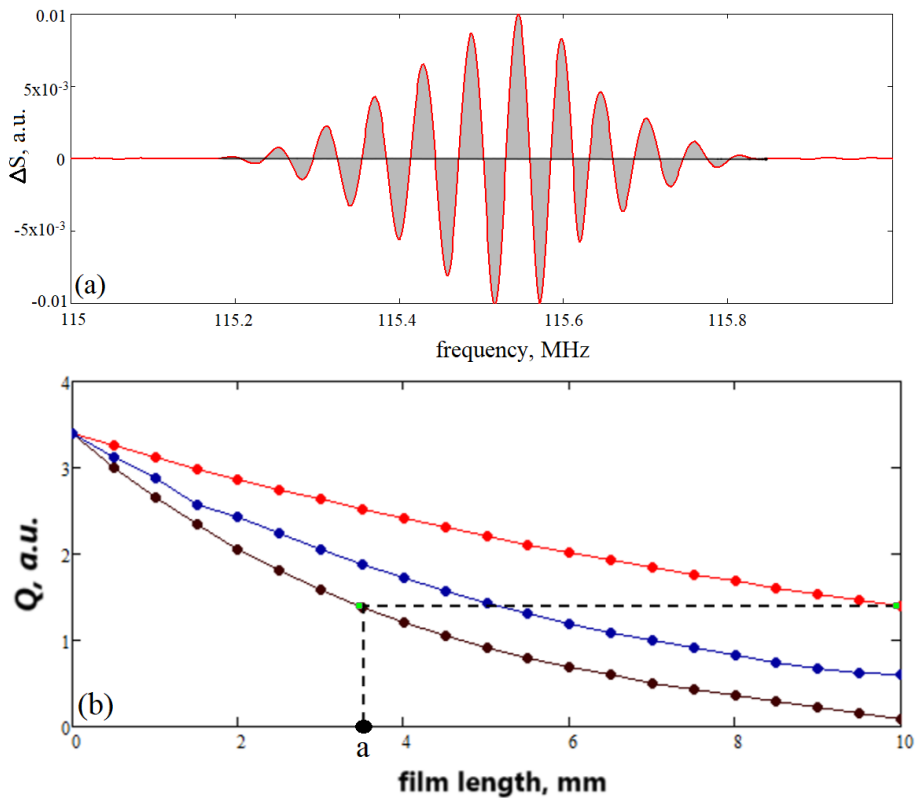 0.01
5x10⁻³
0
-5x10⁻³
-0.01
ΔS, a.u.
(a)
115
115.2
115.4
115.6
115.8
frequency, MHz
4
3
2
1
0
Q, a.u.
(b)
a
0
2
4
6
8
10
film length, mm